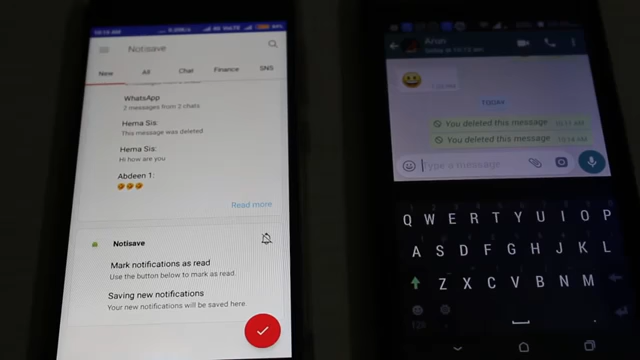 Notisave
New All Chat Finance SNS
WhatsApp
2 messages from 2 chats.
Hema Sis:
This message was deleted
Hema Sis:
Hi how are you
Abdeen 1:
Read more
Notisave
Mark notifications as read
Use the button below to mark as read.
Saving new notifications
Your new notifications will be saved here.
Arun
TODAY
You deleted this message
You deleted this message
Type a message
Q W E R T Y U I O P
A S D F G H J K L
Z X C V B N M